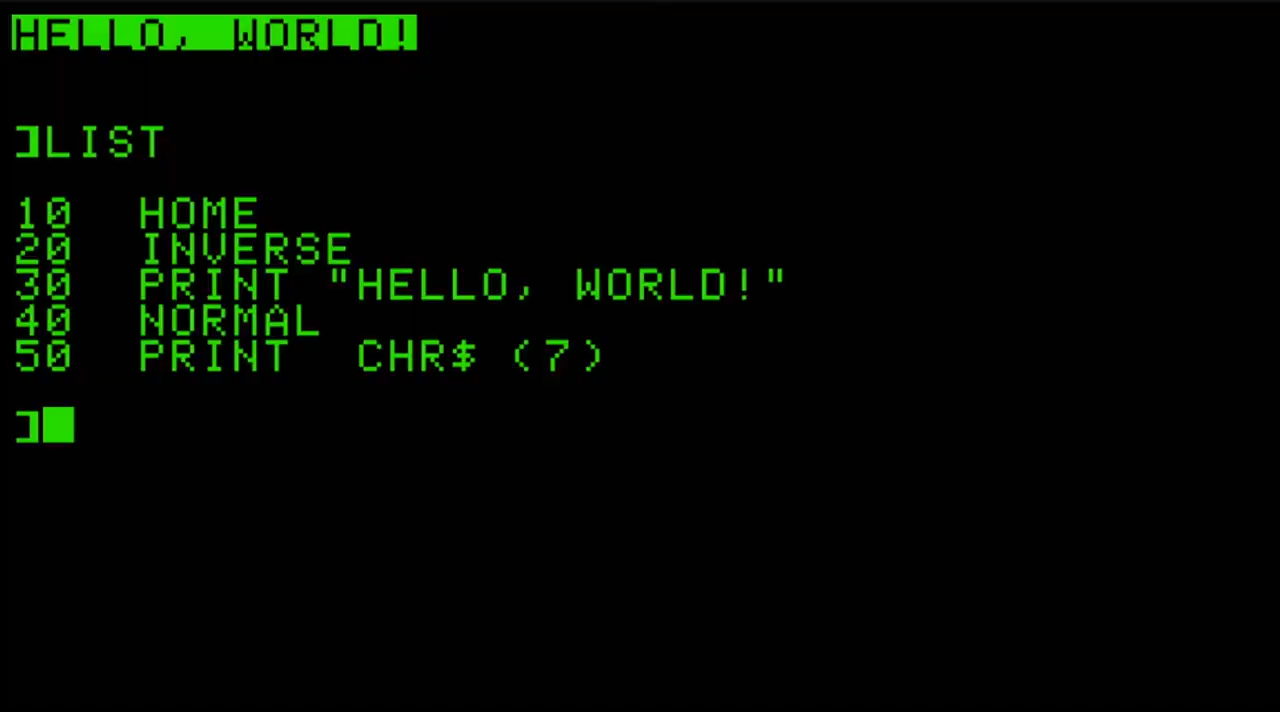 HELLO, WORLD!
]LIST
10   HOME
20   INVERSE
30   PRINT "HELLO, WORLD!"
40   NORMAL
50   PRINT  CHR$ (7)
]